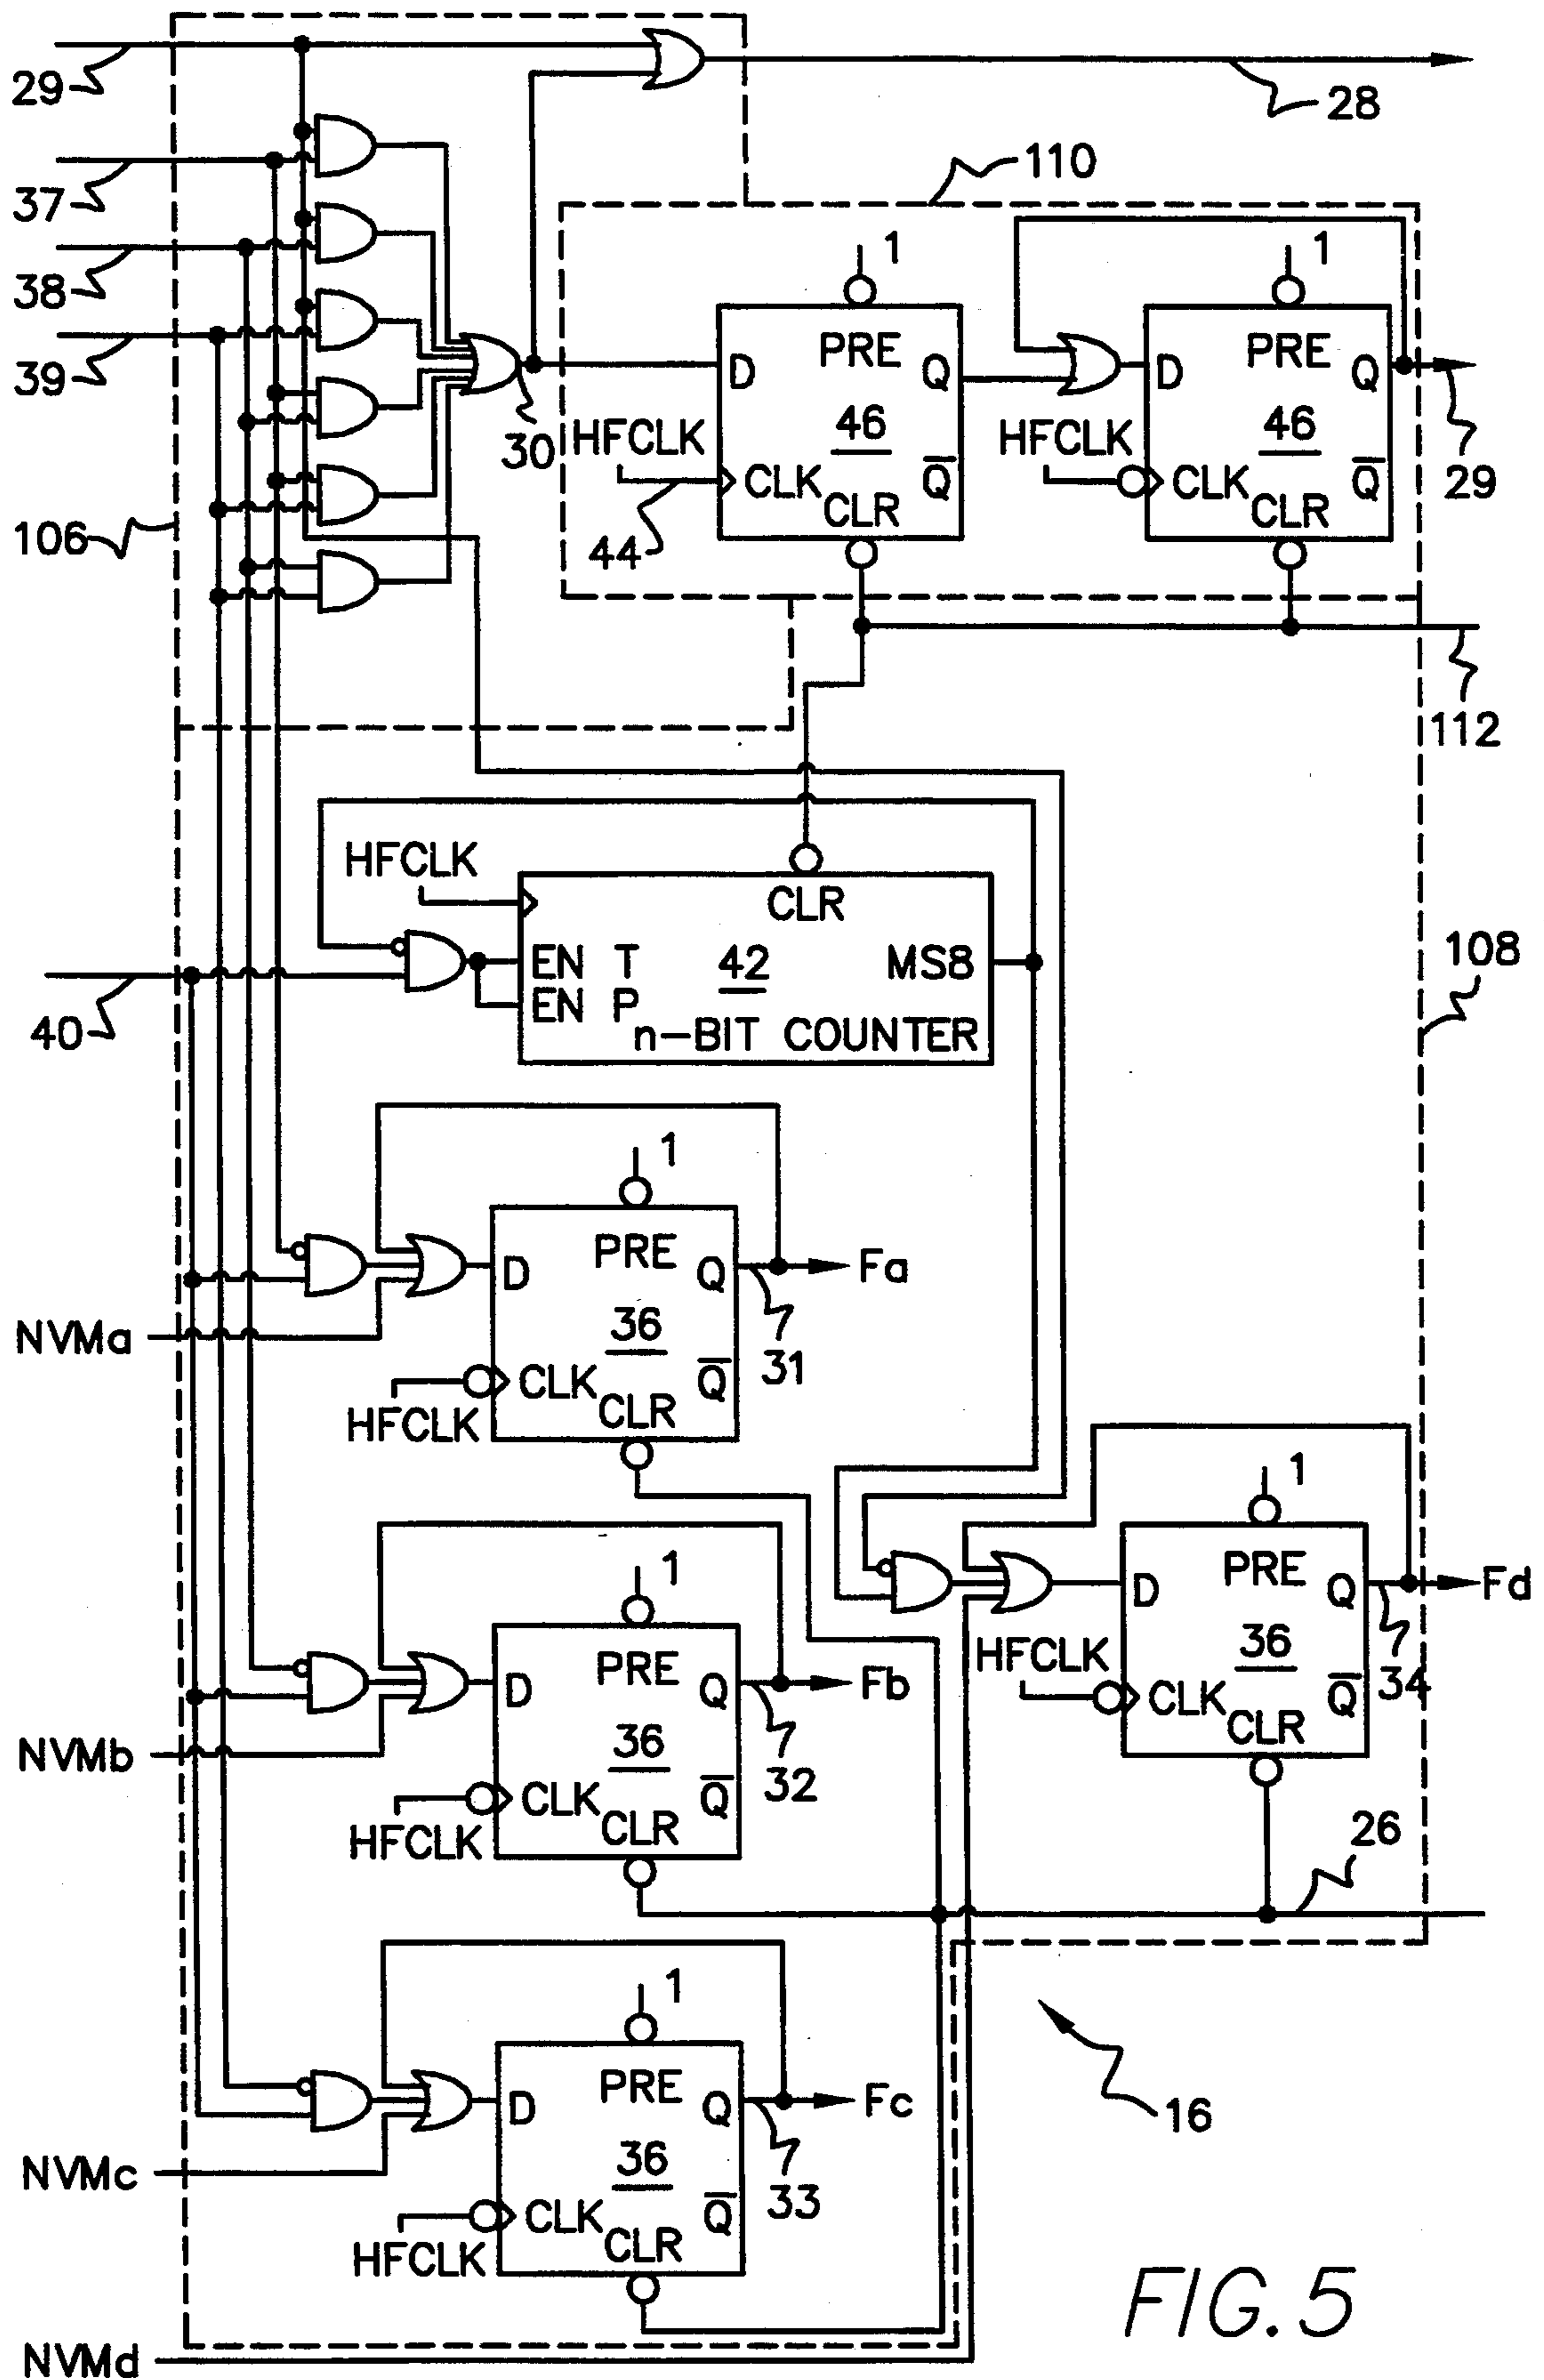 29
28
37
110
38
1
1
39
D
PRE
Q
D
PRE
Q
30
HFCLK
46
HFCLK
46
CLK
CLR
Q̅
CLK
CLR
Q̅
29
106
44
112
HFCLK
CLR
108
EN T
42
MS8
EN P
n-BIT COUNTER
40
1
D
PRE
Q
Fa
NVMa
36
31
HFCLK
CLK
CLR
Q̅
1
1
D
PRE
Q
Fd
36
34
HFCLK
CLK
CLR
Q̅
D
PRE
Q
Fb
NVMb
36
32
HFCLK
CLK
CLR
Q̅
26
1
D
PRE
Q
Fc
16
NVMc
36
33
HFCLK
CLK
CLR
Q̅
FIG. 5
NVMd